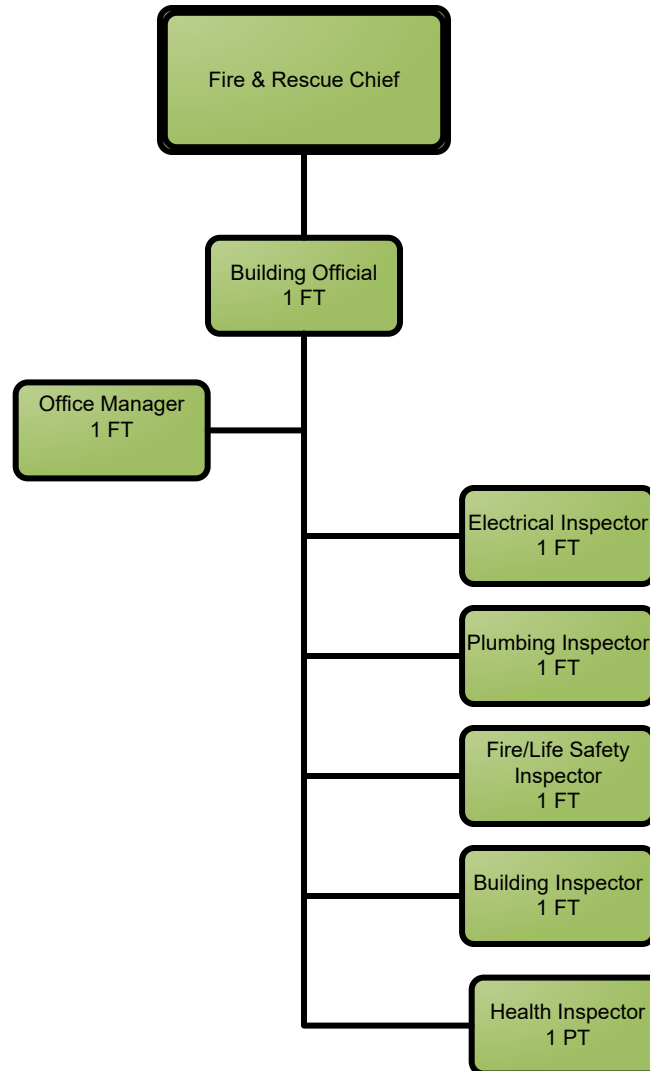 Fire & Rescue Chief
Building Official
1 FT
Office Manager
1 FT
Electrical Inspector
1 FT
Plumbing Inspector
1 FT
Fire/Life Safety
Inspector
1 FT
Building Inspector
1 FT
Health Inspector
1 PT